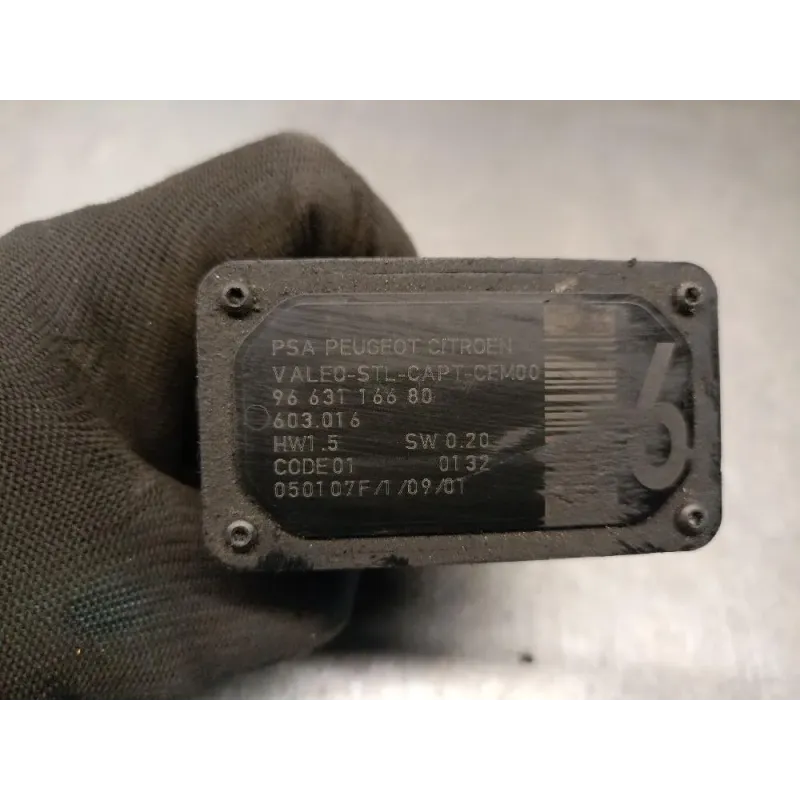 PSA PEUGEOT CITROEN
VALEO-STL-CAPT-CEM00
96 631 166 80
603.016
HW1.5 SW 0.20
CODE01 0132
050107F/1/09/01
6